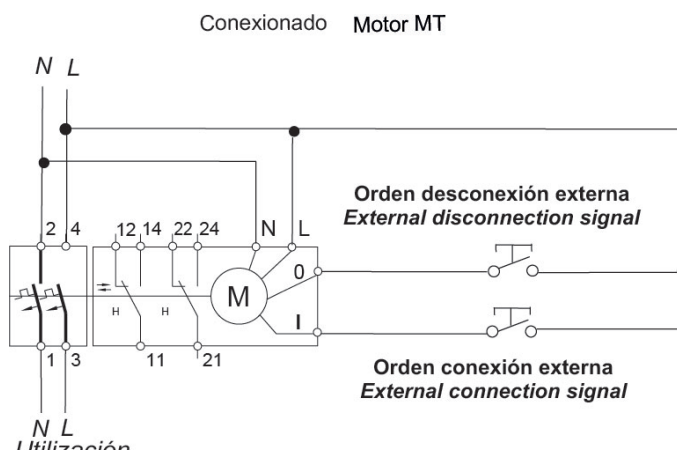 Conexionado Motor MT
N L
Orden desconexión externa
External disconnection signal
2 4 12 14 22 24 N L
0
M
H H
I
1 3 11 21
Orden conexión externa
External connection signal
N L
Utilización